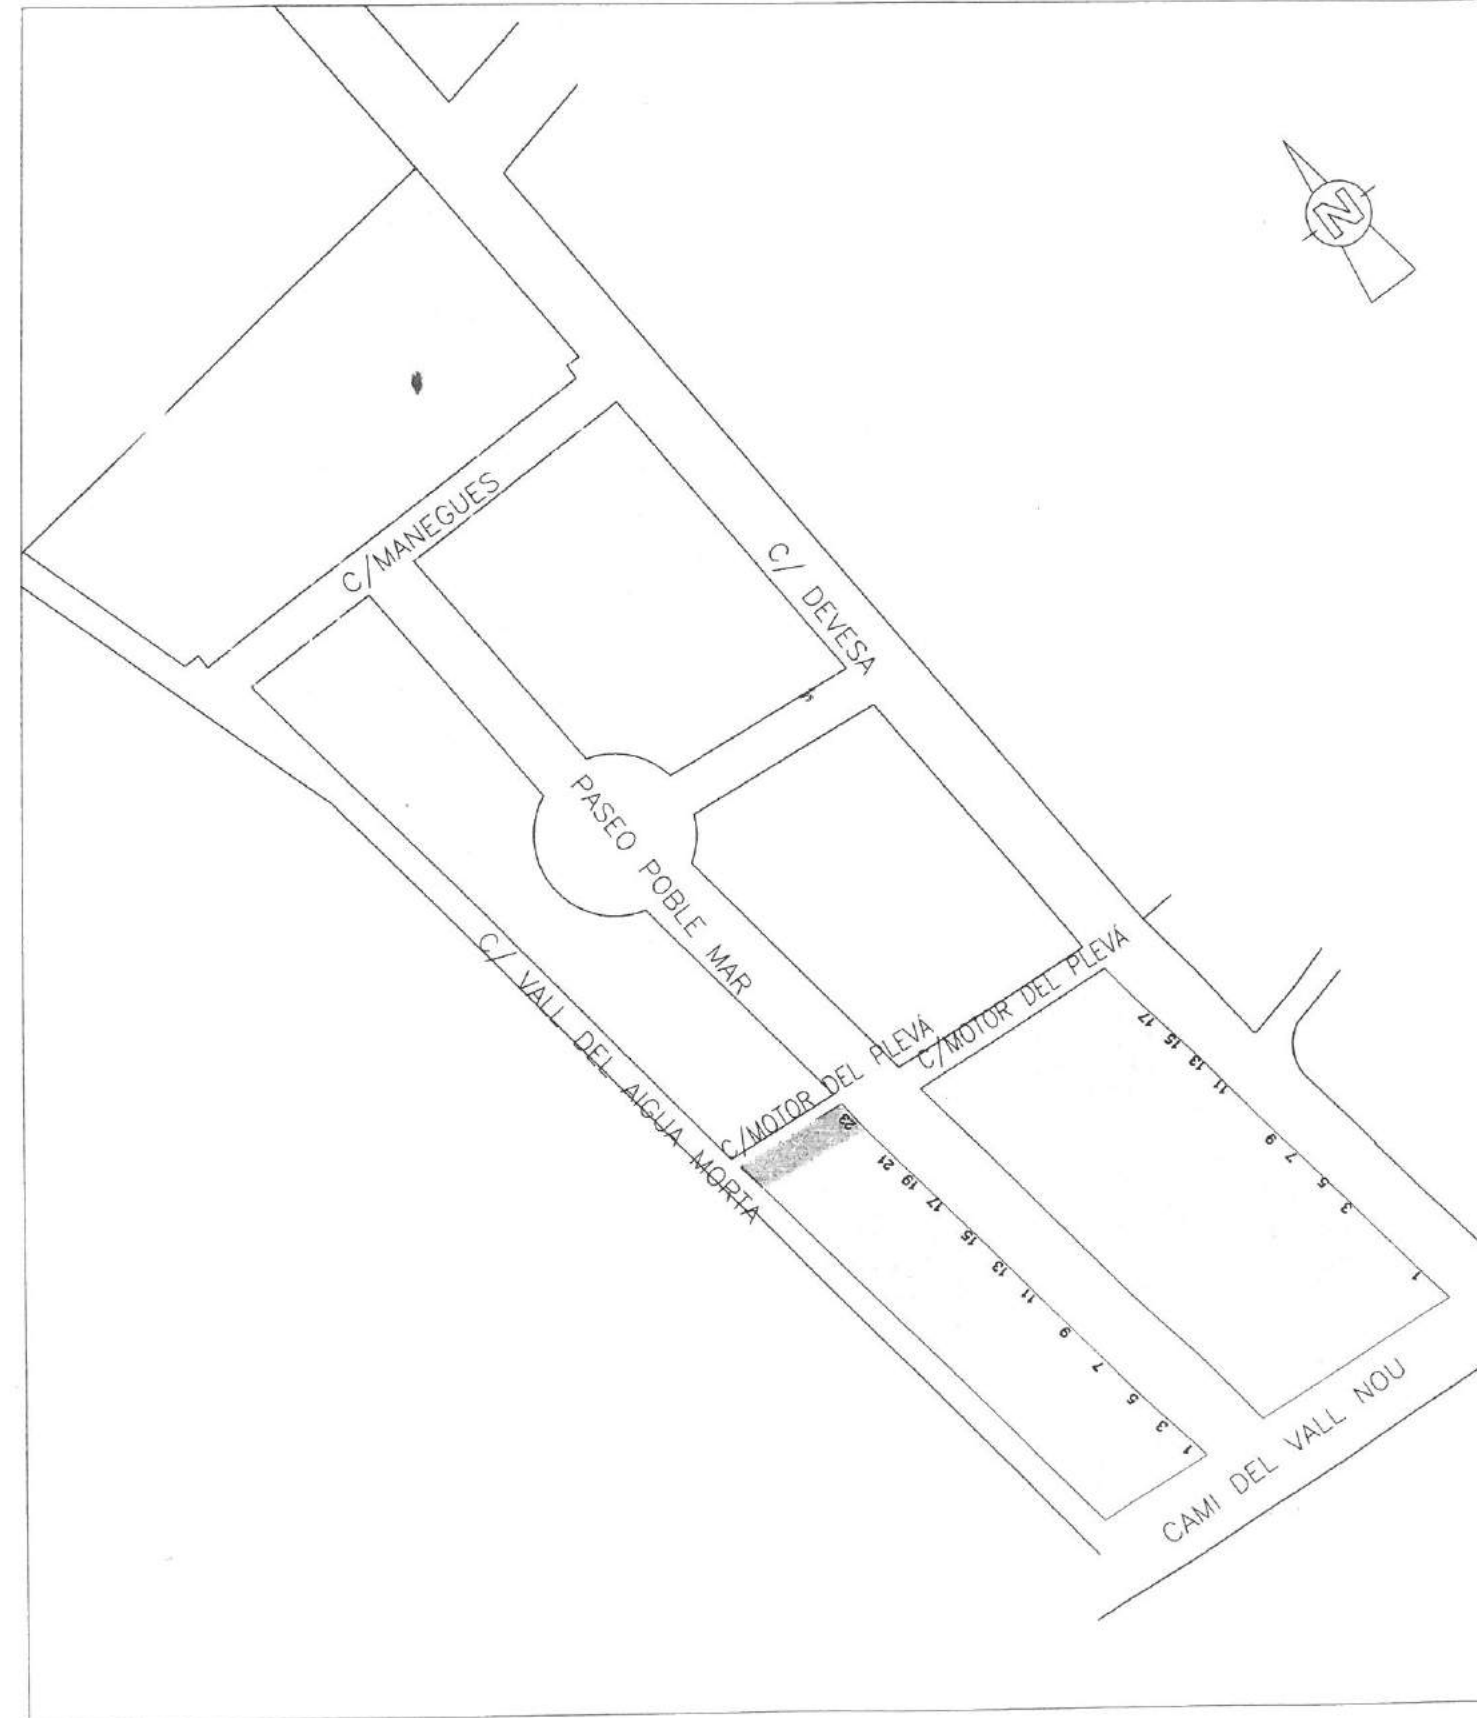 N
C/MANEGUES
C/ DEVESA
PASEO POBLE MAR
C/ VALL DEL AIGUA MORTA
C/MOTOR DEL PLEVÁ
C/MOTOR DEL PLEVÁ
17
15
13
11
9
7
5
3
1
23
21
19
17
15
13
11
9
7
5
3
1
CAMI DEL VALL NOU